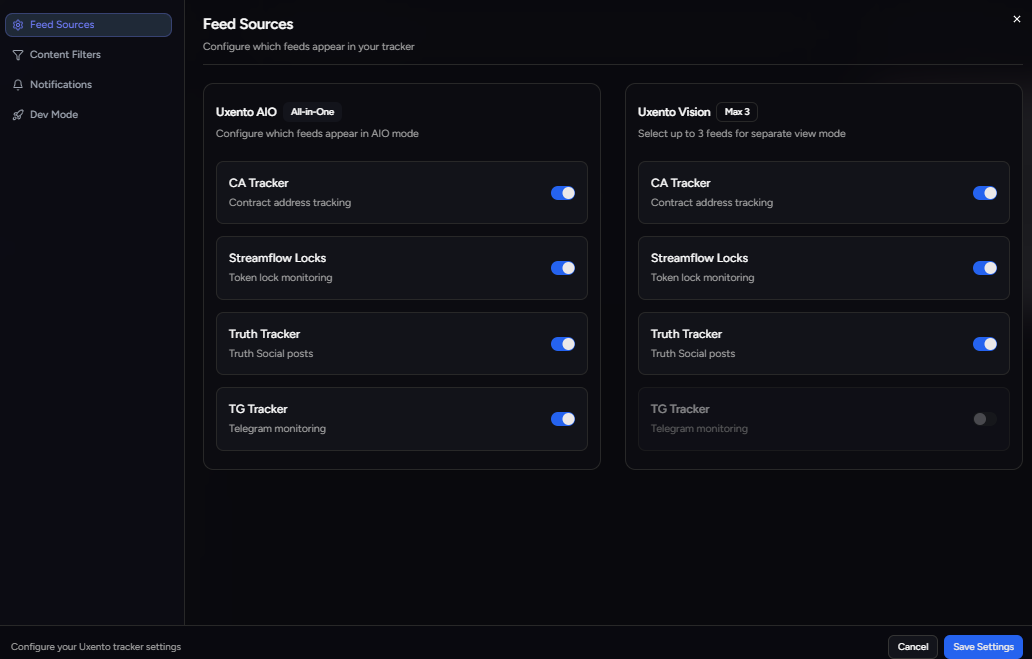 Feed Sources
Content Filters
Notifications
Dev Mode
Feed Sources
Configure which feeds appear in your tracker
Uxento AIO All-in-One
Configure which feeds appear in AIO mode
CA Tracker
Contract address tracking
Streamflow Locks
Token lock monitoring
Truth Tracker
Truth Social posts
TG Tracker
Telegram monitoring
Uxento Vision Max 3
Select up to 3 feeds for separate view mode
CA Tracker
Contract address tracking
Streamflow Locks
Token lock monitoring
Truth Tracker
Truth Social posts
TG Tracker
Telegram monitoring
Configure your Uxento tracker settings
Cancel
Save Settings